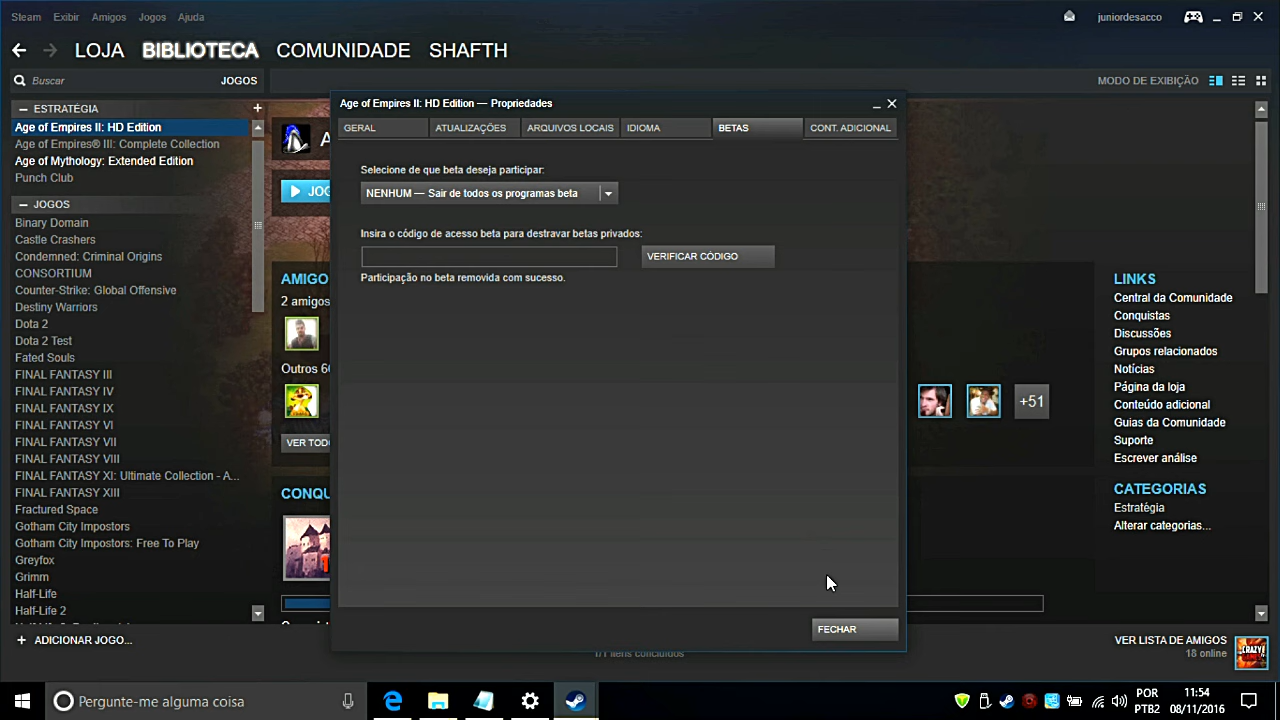 Steam Exibir Amigos Jogos Ajuda
juniordesacco
LOJA BIBLIOTECA COMUNIDADE SHAFTH
Buscar JOGOS
MODO DE EXIBIÇÃO
— ESTRATÉGIA +
Age of Empires II: HD Edition
Age of Empires® III: Complete Collection
Age of Mythology: Extended Edition
Punch Club
— JOGOS
Binary Domain
Castle Crashers
Condemned: Criminal Origins
CONSORTIUM
Counter-Strike: Global Offensive
Destiny Warriors
Dota 2
Dota 2 Test
Fated Souls
FINAL FANTASY III
FINAL FANTASY IV
FINAL FANTASY IX
FINAL FANTASY VI
FINAL FANTASY VII
FINAL FANTASY VIII
FINAL FANTASY XI: Ultimate Collection - A...
FINAL FANTASY XIII
Fractured Space
Gotham City Impostors
Gotham City Impostors: Free To Play
Greyfox
Grimm
Half-Life
Half-Life 2
+ ADICIONAR JOGO...
A
JOG
AMIGO
2 amigos
Outros 6
VER TOD
CONQU
Age of Empires II: HD Edition — Propriedades
GERAL ATUALIZAÇÕES ARQUIVOS LOCAIS IDIOMA BETAS CONT. ADICIONAL
Selecione de que beta deseja participar:
NENHUM — Sair de todos os programas beta
Insira o código de acesso beta para destravar betas privados:
VERIFICAR CÓDIGO
Participação no beta removida com sucesso.
FECHAR
+51
LINKS
Central da Comunidade
Conquistas
Discussões
Grupos relacionados
Notícias
Página da loja
Conteúdo adicional
Guias da Comunidade
Suporte
Escrever análise
CATEGORIAS
Estratégia
Alterar categorias...
VER LISTA DE AMIGOS
18 online
CRAZY
Pergunte-me alguma coisa
POR 11:54
PTB2 08/11/2016